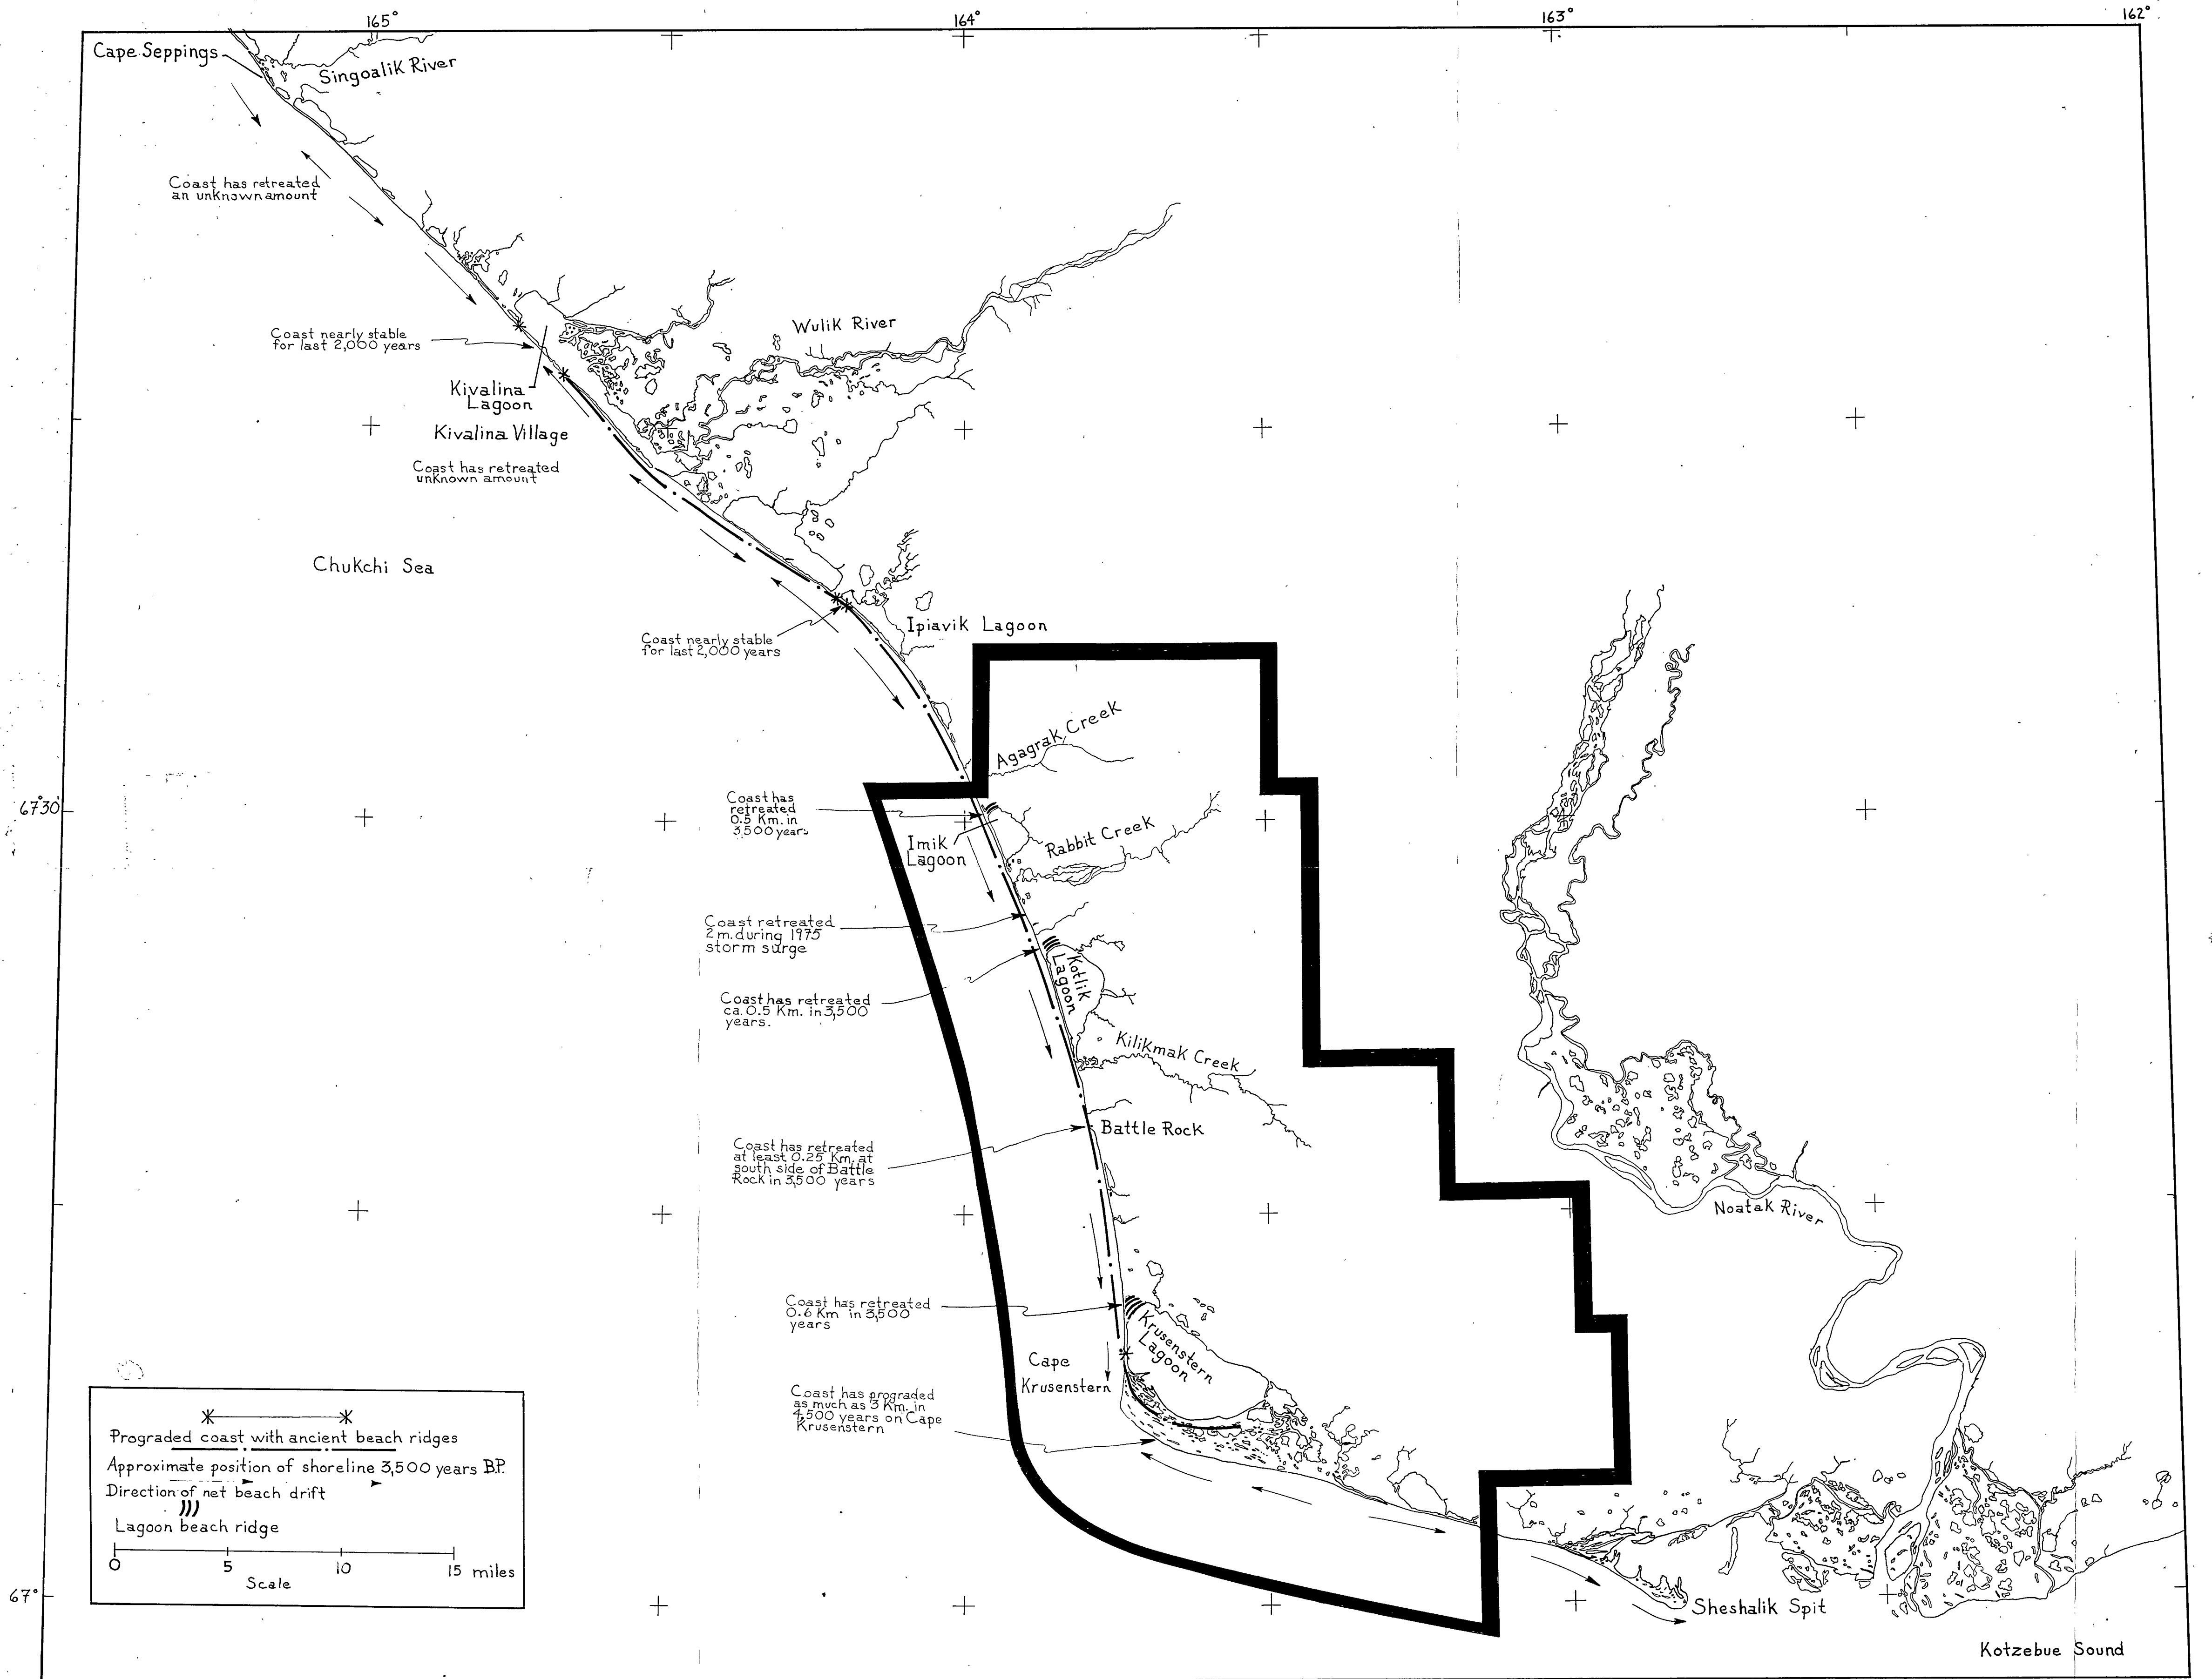 165°
164°
163°
162°
Cape Seppings
Singoalik River
Coast has retreated
an unknown amount
Wulik River
Coast nearly stable
for last 2,000 years
Kivalina
Lagoon
Kivalina Village
Coast has retreated
unknown amount
Chukchi Sea
Ipiavik Lagoon
Coast nearly stable
for last 2,000 years
Agagrak Creek
67°30'
Coast has
retreated
0.5 Km. in
3,500 years
Imik
Lagoon
Rabbit Creek
Coast retreated
2 m. during 1975
storm surge
Kotlik
Lagoon
Coast has retreated
ca. 0.5 Km. in 3,500
years.
Kilikmak Creek
Battle Rock
Coast has retreated
at least 0.25 Km. at
south side of Battle
Rock in 3,500 years
Noatak River
Coast has retreated
0.6 Km in 3,500
years
Krusenstern
Lagoon
Cape
Krusenstern
Coast has prograded
as much as 3 Km. in
4,500 years on Cape
Krusenstern
Prograded coast with ancient beach ridges
Approximate position of shoreline 3,500 years B.P.
Direction of net beach drift
Lagoon beach ridge
0 5 10 15 miles
Scale
67°
Sheshalik Spit
Kotzebue Sound